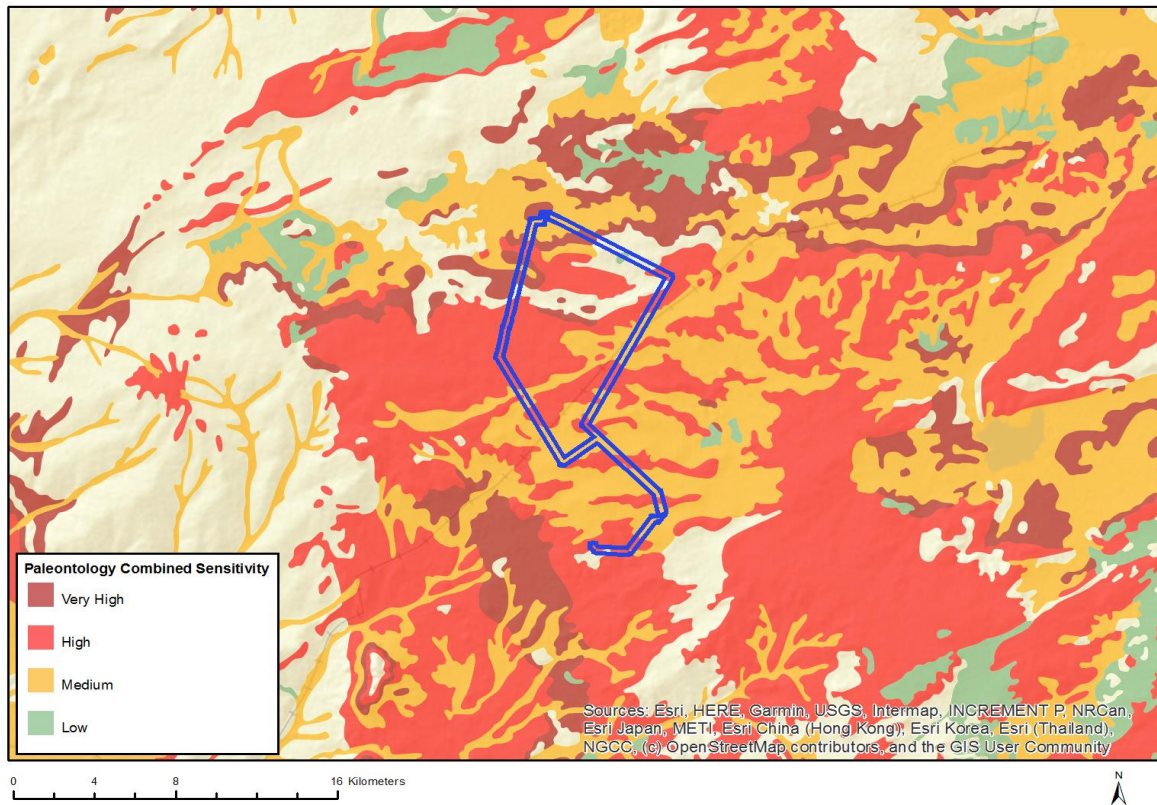 Paleontology Combined Sensitivity
Very High
High
Medium
Low
Sources: Esri, HERE, Garmin, USGS, Intermap, INCREMENT P, NRCan,
Esri Japan, METI, Esri China (Hong Kong), Esri Korea, Esri (Thailand),
NGCC, (c) OpenStreetMap contributors, and the GIS User Community
0 4 8 16 Kilometers
N